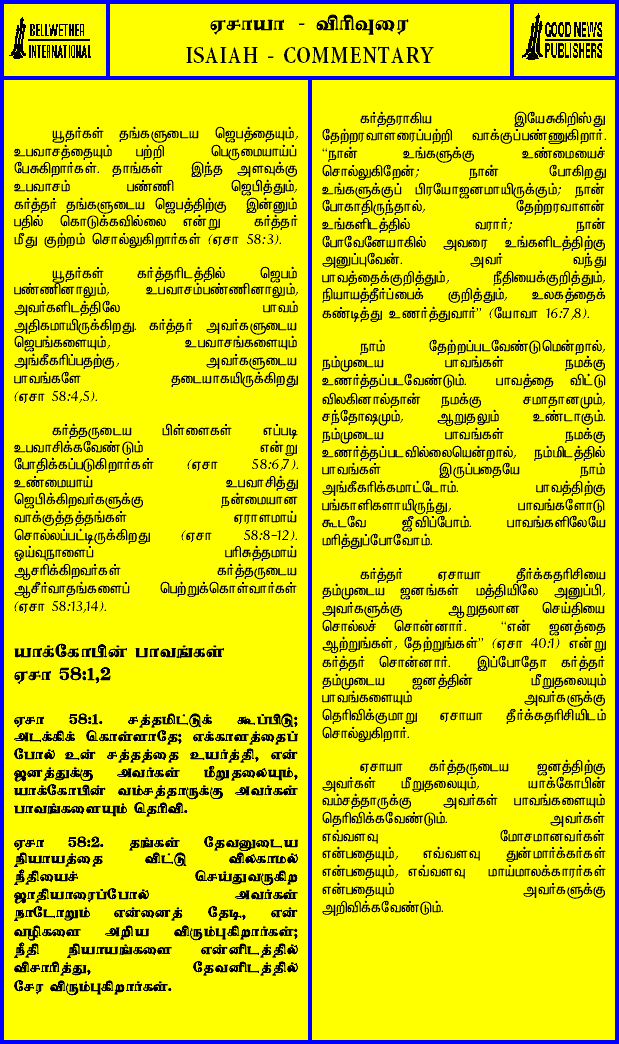 BELLWETHER
INTERNATIONAL
ஏசாயா - விரிவுரை
ISAIAH - COMMENTARY
GOOD NEWS
PUBLISHERS
யூதர்கள் தங்களுடைய ஜெபத்தையும்,
உபவாசத்தையும் பற்றி பெருமையாய்ப்
பேசுகிறார்கள். தாங்கள் இந்த அளவுக்கு
உபவாசம் பண்ணி ஜெபித்தும்,
கர்த்தர் தங்களுடைய ஜெபத்திற்கு இன்னும்
பதில் கொடுக்கவில்லை என்று கர்த்தர்
மீது குற்றம் சொல்லுகிறார்கள் (ஏசா 58:3).
யூதர்கள் கர்த்தரிடத்தில் ஜெபம்
பண்ணினாலும், உபவாசம்பண்ணினாலும்,
அவர்களிடத்திலே பாவம்
அதிகமாயிருக்கிறது. கர்த்தர் அவர்களுடைய
ஜெபங்களையும், உபவாசங்களையும்
அங்கீகரிப்பதற்கு, அவர்களுடைய
பாவங்களே தடையாகயிருக்கிறது
(ஏசா 58:4,5).
கர்த்தருடைய பிள்ளைகள் எப்படி
உபவாசிக்கவேண்டும் என்று
போதிக்கப்படுகிறார்கள் (ஏசா 58:6,7).
உண்மையாய் உபவாசித்து
ஜெபிக்கிறவர்களுக்கு நன்மையான
வாக்குத்தத்தங்கள் ஏராளமாய்
சொல்லப்பட்டிருக்கிறது (ஏசா 58:8-12).
ஓய்வுநாளைப் பரிசுத்தமாய்
ஆசரிக்கிறவர்கள் கர்த்தருடைய
ஆசீர்வாதங்களைப் பெற்றுக்கொள்வார்கள்
(ஏசா 58:13,14).
யாக்கோபின் பாவங்கள்
ஏசா 58:1,2
ஏசா 58:1. சத்தமிட்டுக் கூப்பிடு;
அடக்கிக் கொள்ளாதே; எக்காளத்தைப்
போல் உன் சத்தத்தை உயர்த்தி, என்
ஜனத்துக்கு அவர்கள் மீறுதலையும்,
யாக்கோபின் வம்சத்தாருக்கு அவர்கள்
பாவங்களையும் தெரிவி.
ஏசா 58:2. தங்கள் தேவனுடைய
நியாயத்தை விட்டு விலகாமல்
நீதியைச் செய்துவருகிற
ஜாதியாரைப்போல் அவர்கள்
நாடோறும் என்னைத் தேடி, என்
வழிகளை அறிய விரும்புகிறார்கள்;
நீதி நியாயங்களை என்னிடத்தில்
விசாரித்து, தேவனிடத்தில்
சேர விரும்புகிறார்கள்.
கர்த்தராகிய இயேசுகிறிஸ்து
தேற்றரவாளரைப்பற்றி வாக்குப்பண்ணுகிறார்.
"நான் உங்களுக்கு உண்மையைச்
சொல்லுகிறேன்; நான் போகிறது
உங்களுக்குப் பிரயோஜனமாயிருக்கும்; நான்
போகாதிருந்தால், தேற்றரவாளன்
உங்களிடத்தில் வரார்; நான்
போவேனேயாகில் அவரை உங்களிடத்திற்கு
அனுப்புவேன். அவர் வந்து
பாவத்தைக்குறித்தும், நீதியைக்குறித்தும்,
நியாயத்தீர்ப்பைக் குறித்தும், உலகத்தைக்
கண்டித்து உணர்த்துவார்" (யோவா 16:7,8).
நாம் தேற்றப்படவேண்டுமென்றால்,
நம்முடைய பாவங்கள் நமக்கு
உணர்த்தப்படவேண்டும். பாவத்தை விட்டு
விலகினால்தான் நமக்கு சமாதானமும்,
சந்தோஷமும், ஆறுதலும் உண்டாகும்.
நம்முடைய பாவங்கள் நமக்கு
உணர்த்தப்படவில்லையென்றால், நம்மிடத்தில்
பாவங்கள் இருப்பதையே நாம்
அங்கீகரிக்கமாட்டோம். பாவத்திற்கு
பங்காளிகளாயிருந்து, பாவங்களோடு
கூடவே ஜீவிப்போம். பாவங்களிலேயே
மரித்துப்போவோம்.
கர்த்தர் ஏசாயா தீர்க்கதரிசியை
தம்முடைய ஜனங்கள் மத்தியிலே அனுப்பி,
அவர்களுக்கு ஆறுதலான செய்தியை
சொல்லச் சொன்னார். "என் ஜனத்தை
ஆற்றுங்கள், தேற்றுங்கள்" (ஏசா 40:1) என்று
கர்த்தர் சொன்னார். இப்போதோ கர்த்தர்
தம்முடைய ஜனத்தின் மீறுதலையும்
பாவங்களையும் அவர்களுக்கு
தெரிவிக்குமாறு ஏசாயா தீர்க்கதரிசியிடம்
சொல்லுகிறார்.
ஏசாயா கர்த்தருடைய ஜனத்திற்கு
அவர்கள் மீறுதலையும், யாக்கோபின்
வம்சத்தாருக்கு அவர்கள் பாவங்களையும்
தெரிவிக்கவேண்டும். அவர்கள்
எவ்வளவு மோசமானவர்கள்
என்பதையும், எவ்வளவு துன்மார்க்கர்கள்
என்பதையும், எவ்வளவு மாய்மாலக்காரர்கள்
என்பதையும் அவர்களுக்கு
அறிவிக்கவேண்டும்.